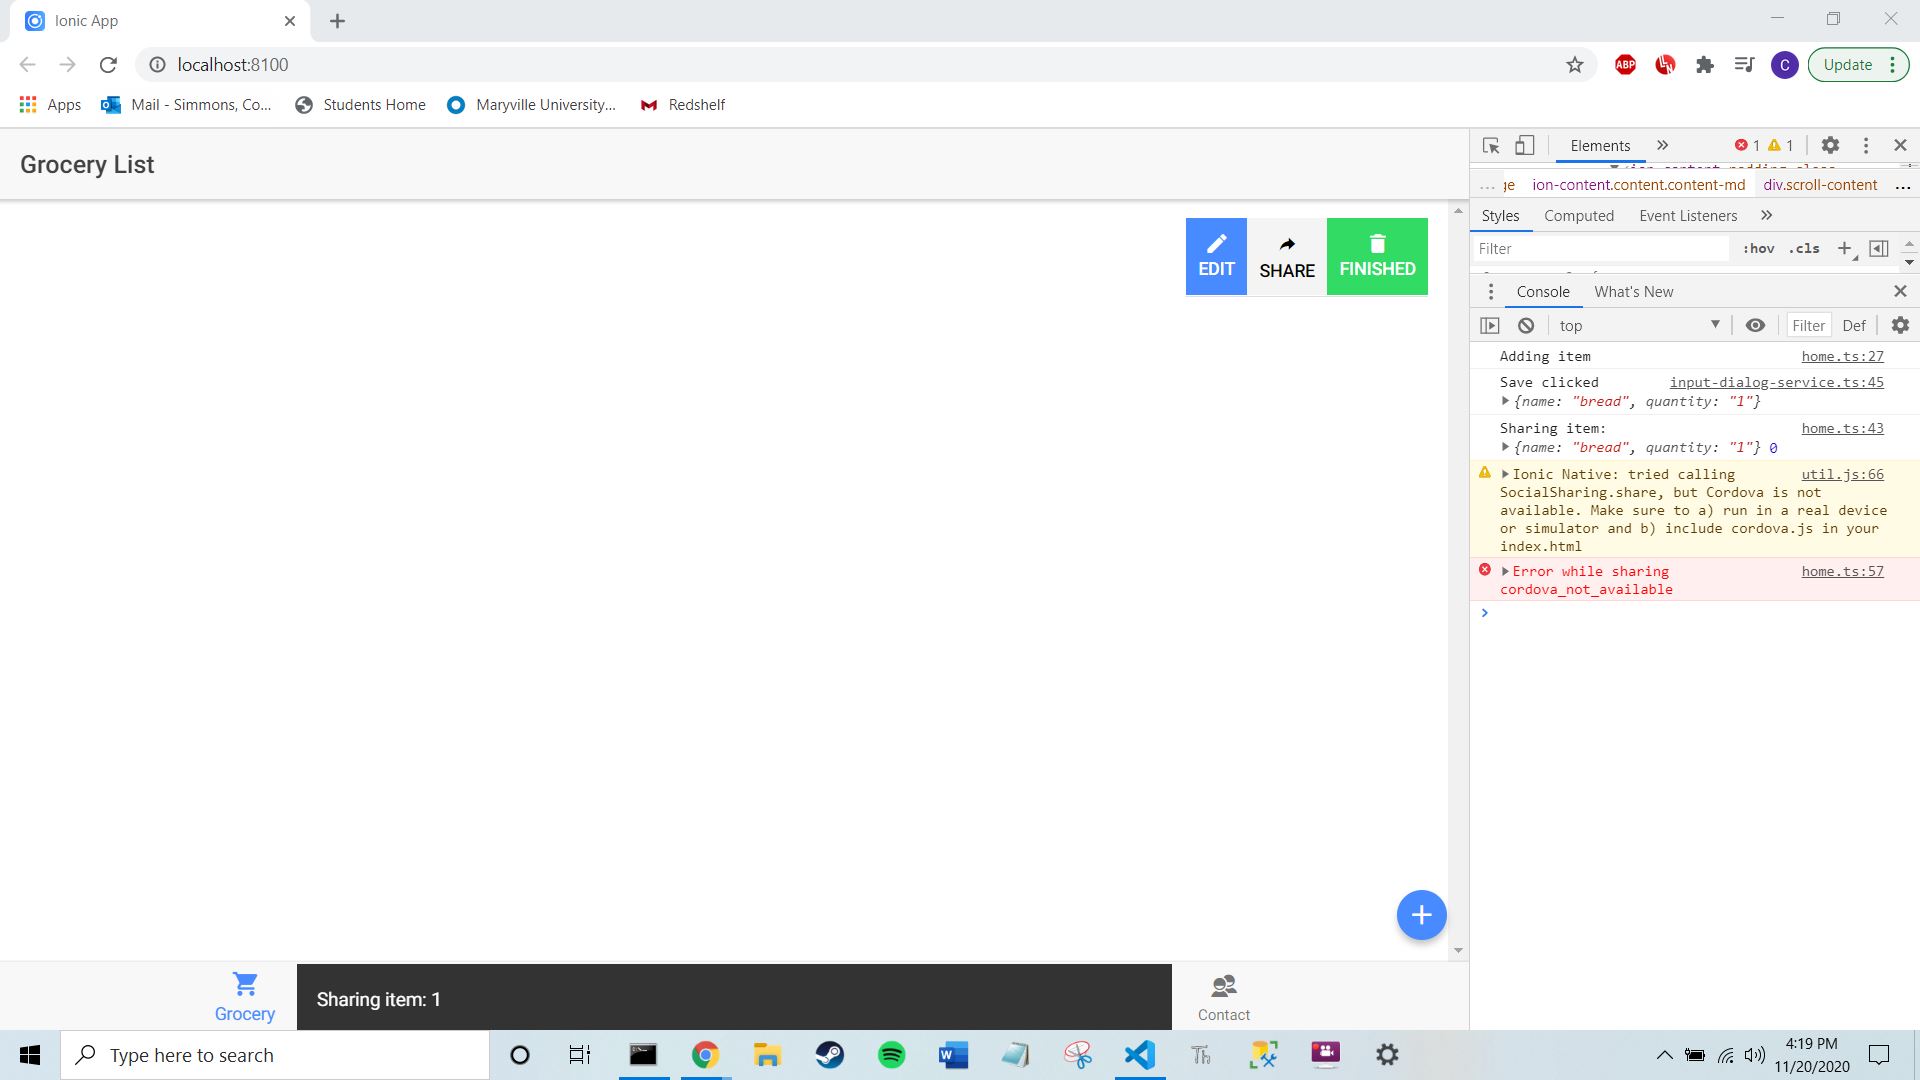 Ionic App
localhost:8100
ABP
C
Update
Apps
Mail - Simmons, Co...
Students Home
Maryville University...
Redshelf
Grocery List
EDIT
SHARE
FINISHED
Elements
1
1
... ge ion-content.content.content-md div.scroll-content ...
Styles Computed Event Listeners
Filter :hov .cls
Console What's New
top Filter Def
Adding item home.ts:27
Save clicked input-dialog-service.ts:45
{name: "bread", quantity: "1"}
Sharing item: home.ts:43
{name: "bread", quantity: "1"} 0
Ionic Native: tried calling util.js:66
SocialSharing.share, but Cordova is not
available. Make sure to a) run in a real device
or simulator and b) include cordova.js in your
index.html
Error while sharing home.ts:57
cordova_not_available
Grocery
Sharing item: 1
Contact
Type here to search
W
Th
4:19 PM
11/20/2020